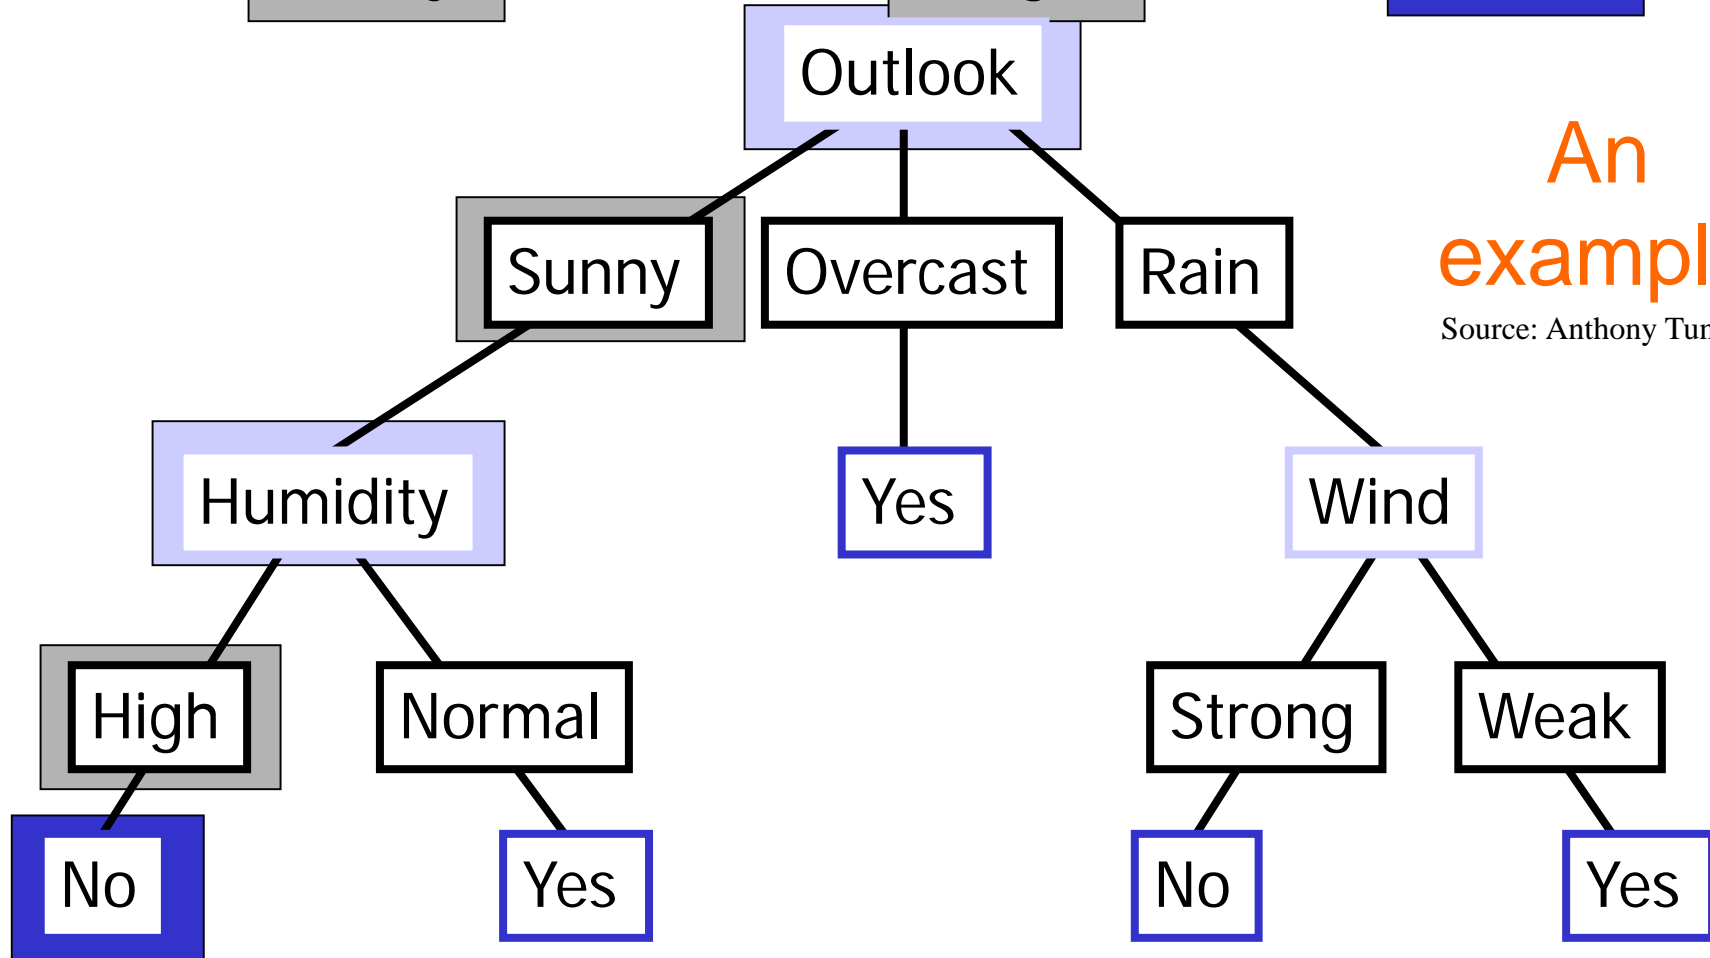 Outlook
An
exampl
Source: Anthony Tun
Sunny Overcast Rain
Humidity Yes Wind
High Normal Strong Weak
No Yes No Yes